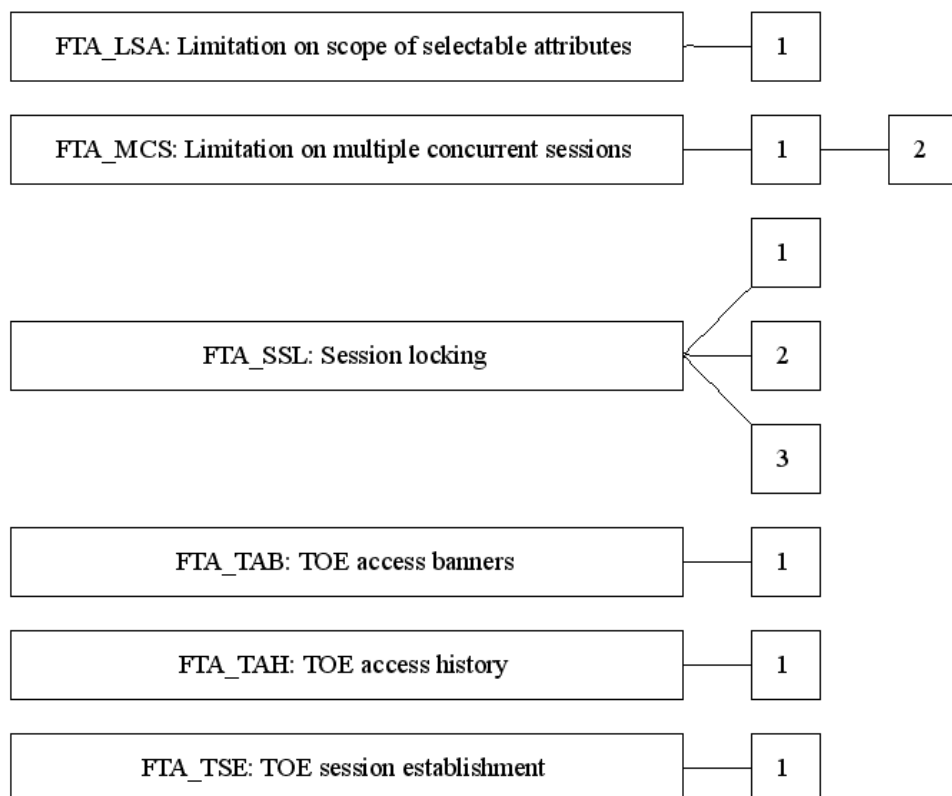 FTA_LSA: Limitation on scope of selectable attributes 1
FTA_MCS: Limitation on multiple concurrent sessions 1 2
1
FTA_SSL: Session locking 2
3
FTA_TAB: TOE access banners 1
FTA_TAH: TOE access history 1
FTA_TSE: TOE session establishment 1